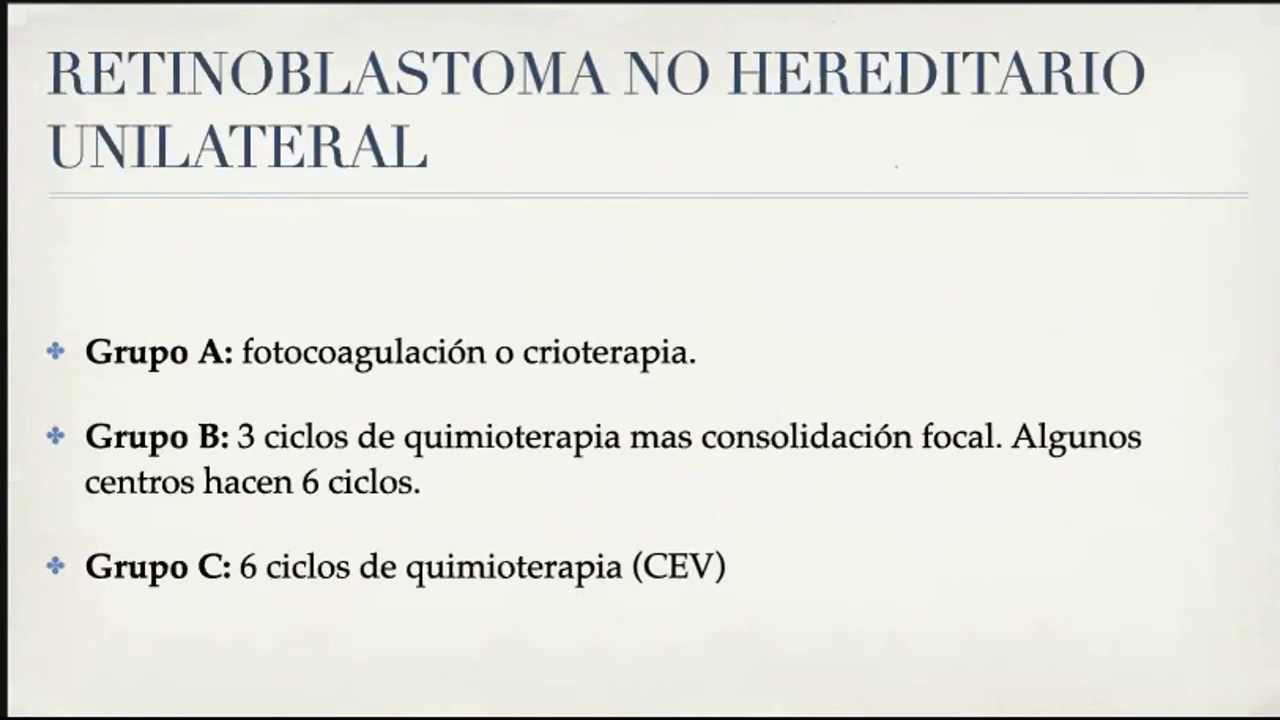 RETINOBLASTOMA NO HEREDITARIO
UNILATERAL
Grupo A: fotocoagulación o crioterapia.
Grupo B: 3 ciclos de quimioterapia mas consolidación focal. Algunos
centros hacen 6 ciclos.
Grupo C: 6 ciclos de quimioterapia (CEV)